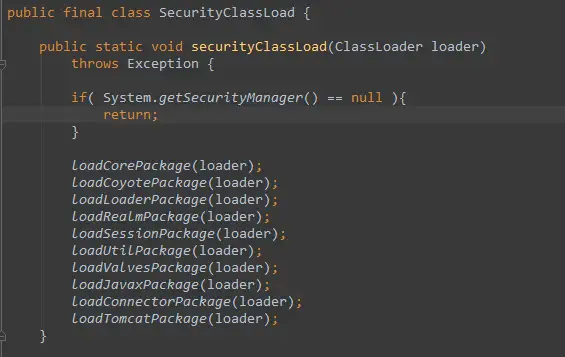 public final class SecurityClassLoad {
public static void securityClassLoad(ClassLoader loader)
throws Exception {
if( System.getSecurityManager() == null ){
return;
}
loadCorePackage(loader);
loadCoyotePackage(loader);
loadLoaderPackage(loader);
loadRealmPackage(loader);
loadSessionPackage(loader);
loadUtilPackage(loader);
loadValvesPackage(loader);
loadJavaxPackage(loader);
loadConnectorPackage(loader);
loadTomcatPackage(loader);
}